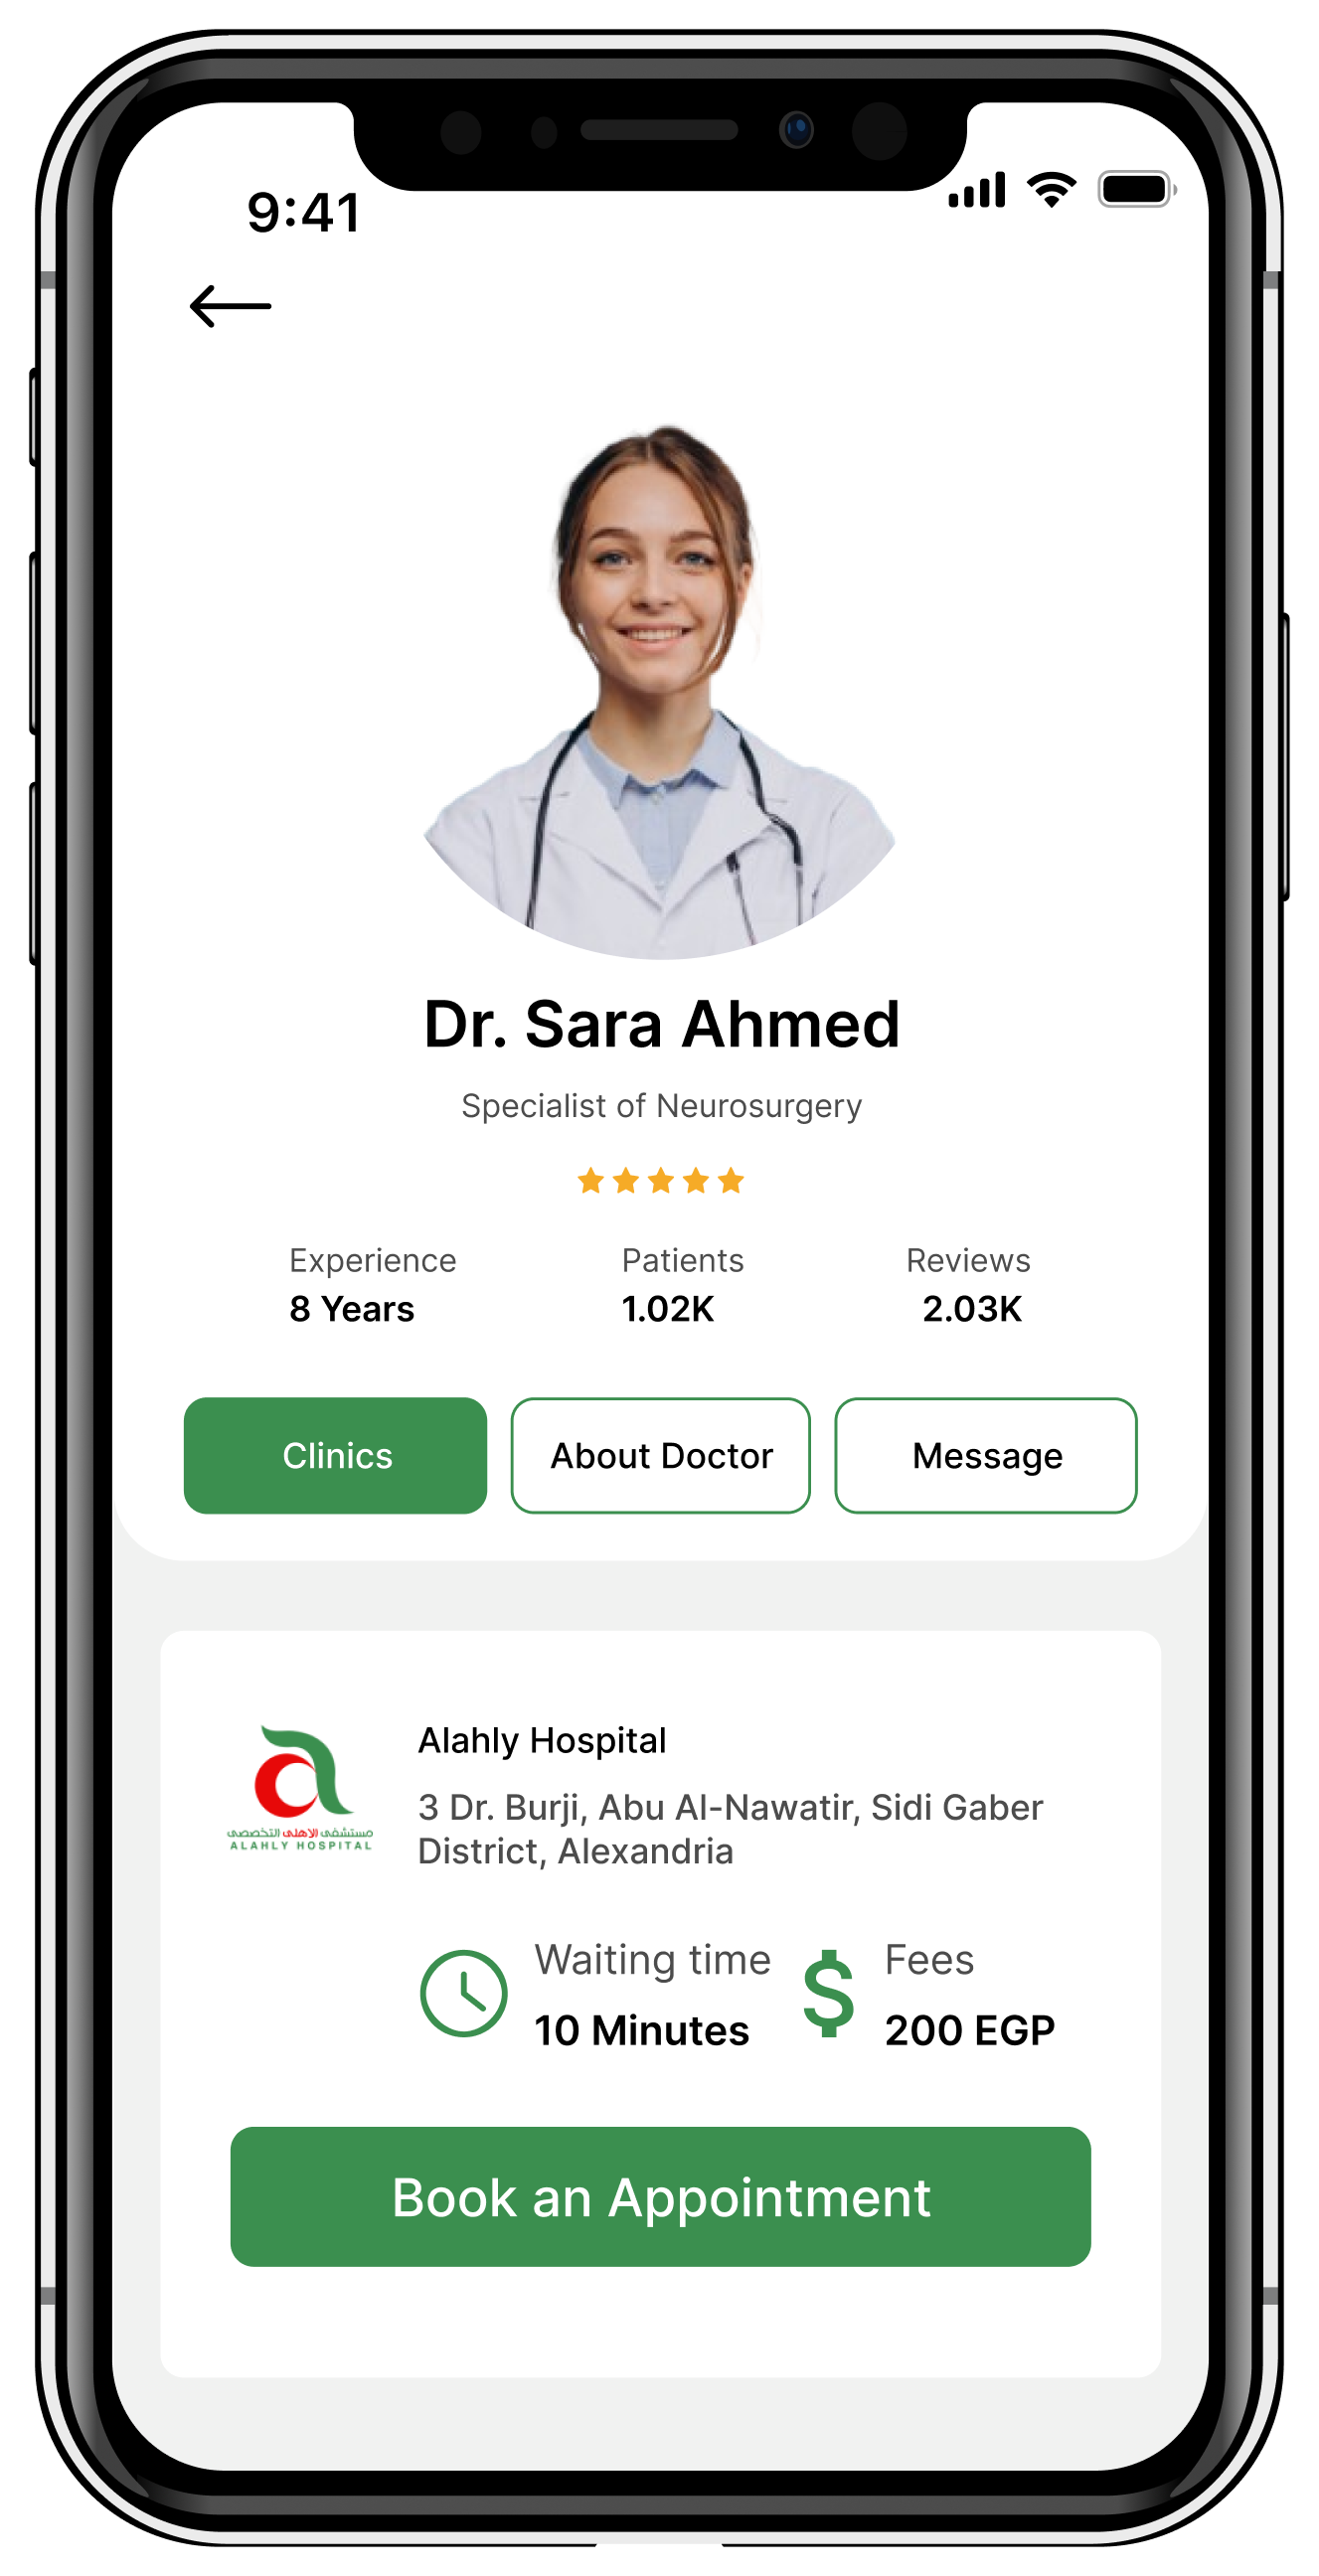 9:41
Dr. Sara Ahmed
Specialist of Neurosurgery
Experience
8 Years
Patients
1.02K
Reviews
2.03K
Clinics
About Doctor
Message
مستشفى الاهلى التخصصى
ALAHLY HOSPITAL
Alahly Hospital
3 Dr. Burji, Abu Al-Nawatir, Sidi Gaber
District, Alexandria
Waiting time
10 Minutes
$
Fees
200 EGP
Book an Appointment